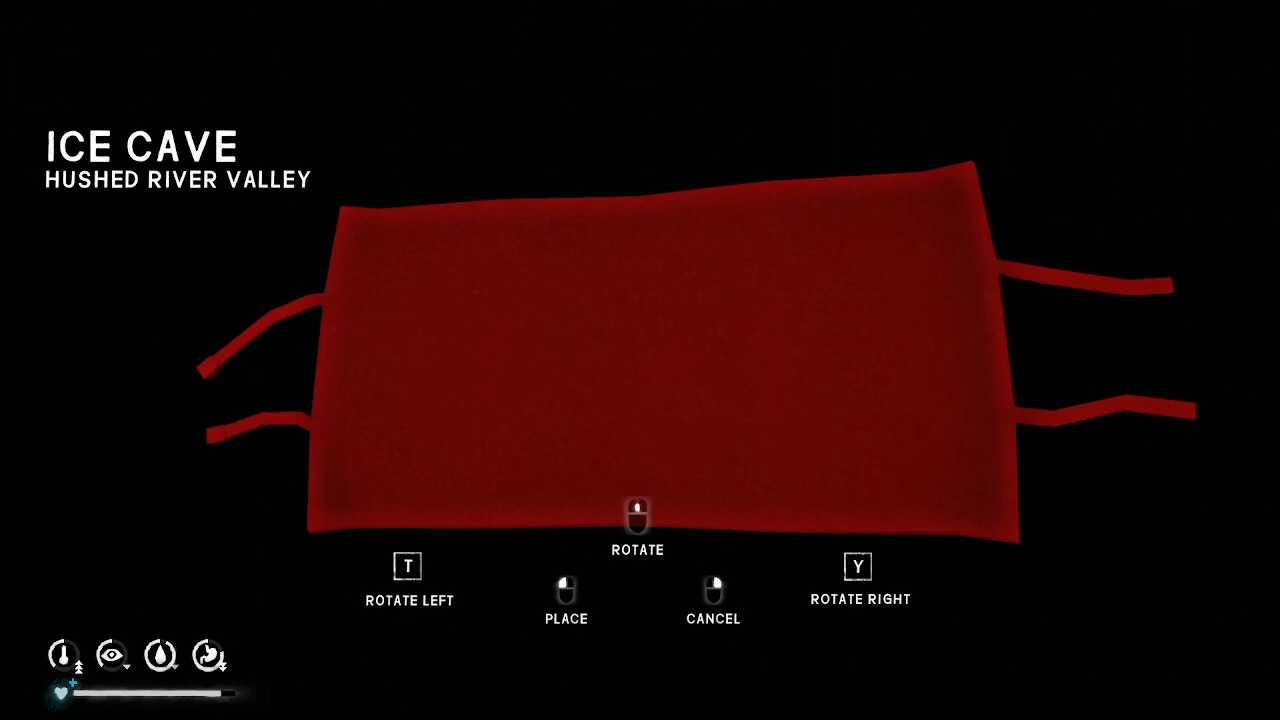 ICE CAVE
HUSHED RIVER VALLEY
ROTATE
T
Y
ROTATE LEFT
ROTATE RIGHT
PLACE
CANCEL